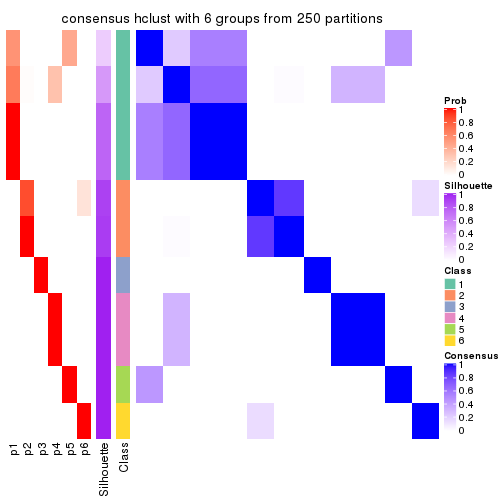 consensus hclust with 6 groups from 250 partitions
Prob
1
0.8
0.6
0.4
0.2
0
Silhouette
1
0.8
0.6
0.4
0.2
0
Class
1
2
3
4
5
6
Consensus
1
0.8
0.6
0.4
0.2
0
p1
p2
p3
p4
p5
p6
Silhouette
Class